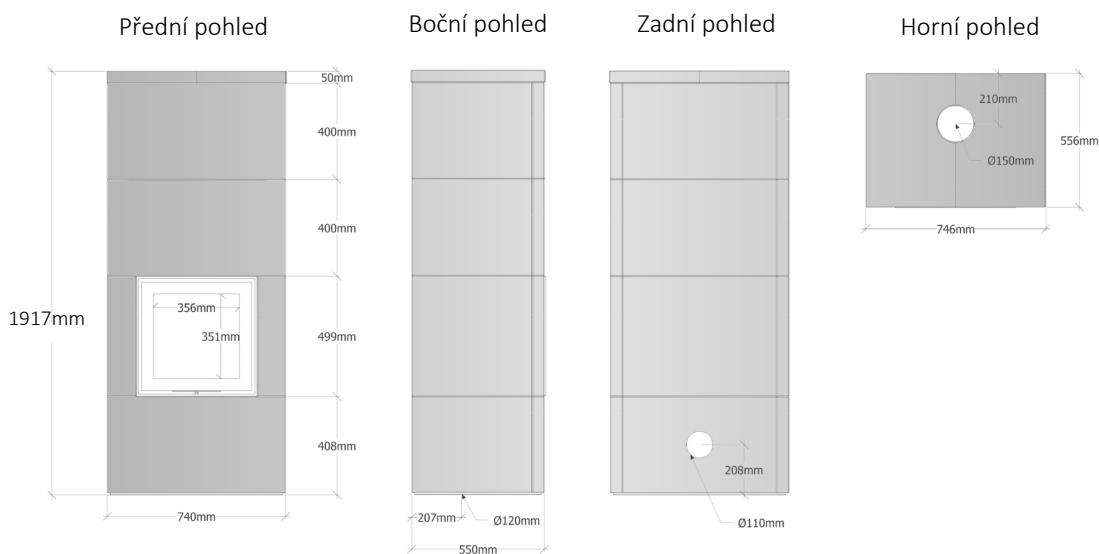 Přední pohled
Boční pohled
Zadní pohled
Horní pohled
50mm
400mm
400mm
1917mm
356mm
351mm
499mm
408mm
740mm
207mm
Ø120mm
550mm
208mm
Ø110mm
210mm
Ø150mm
556mm
746mm